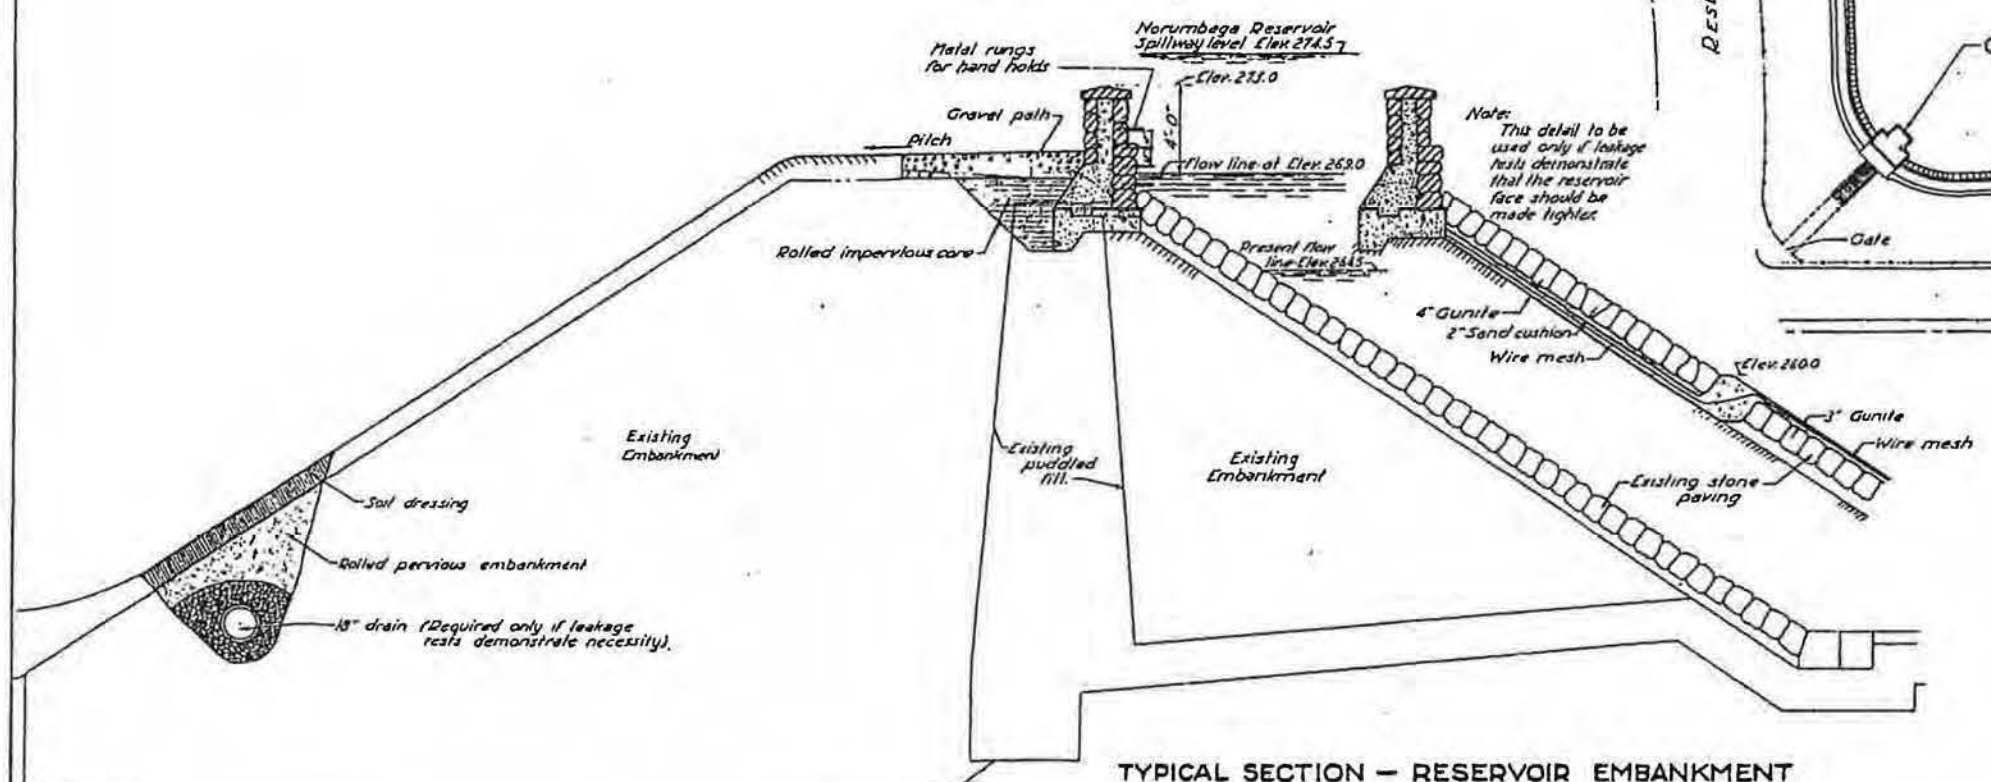 Norumbega Reservoir
Spillway level Elev. 274.5
Metal rungs
for hand holds
Elev. 273.0
Gravel path
4'-0"
Pitch
Flow line at Elev. 269.0
Note:
This detail to be
used only if leakage
tests demonstrate
that the reservoir
face should be
made tighter.
Gate
Rolled impervious core
Present flow
line Elev. 264.5
4" Gunite
2" Sand cushion
Wire mesh
Elev. 260.0
3" Gunite
Wire mesh
Existing stone
paving
Existing
Embankment
Existing
puddled
fill.
Existing
Embankment
Soil dressing
Rolled pervious embankment
18" drain (Required only if leakage
tests demonstrate necessity).
TYPICAL SECTION — RESERVOIR EMBANKMENT